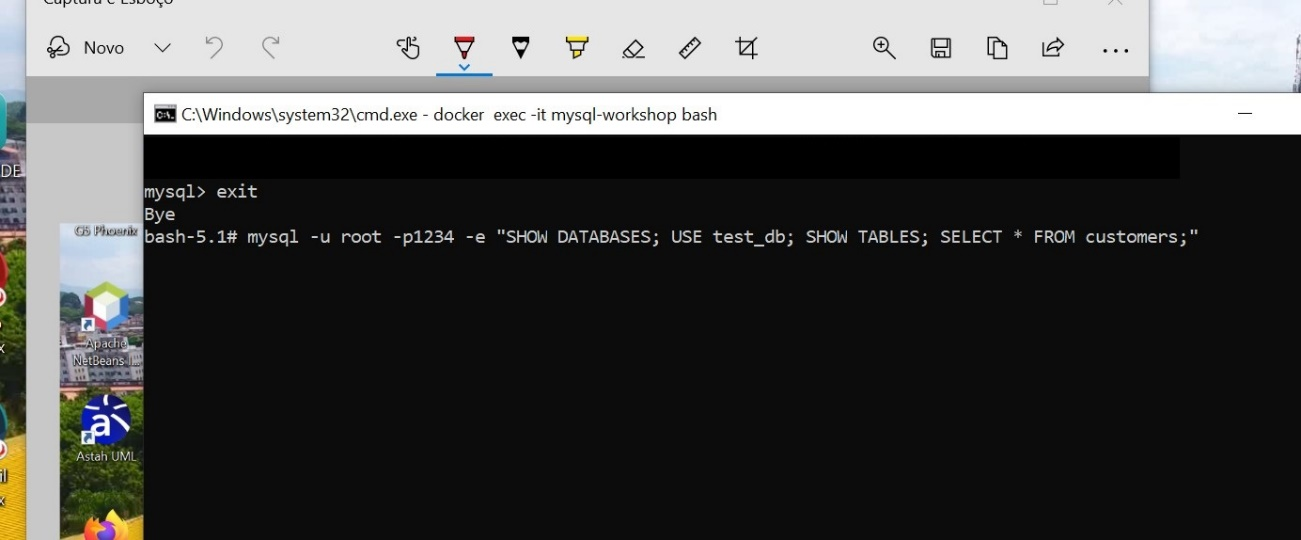 Captura e Esboço
Novo
C:\Windows\system32\cmd.exe - docker  exec -it mysql-workshop bash
mysql> exit
Bye
bash-5.1# mysql -u root -p1234 -e "SHOW DATABASES; USE test_db; SHOW TABLES; SELECT * FROM customers;"
DE
G5 Phoenix
Apache
NetBeans I...
Astah UML